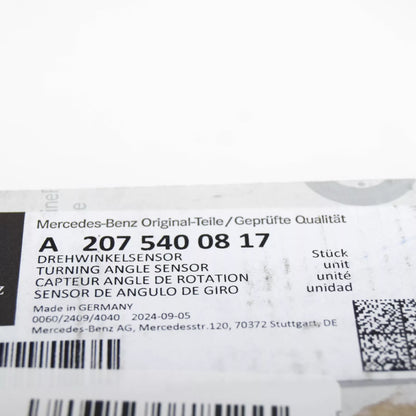 Mercedes-Benz Original-Teile/Geprüfte Qualität
A 207 540 08 17
DREHWINKELSENSOR Stück
TURNING ANGLE SENSOR unit
CAPTEUR ANGLE DE ROTATION unité
SENSOR DE ANGULO DE GIRO unidad
Made in GERMANY
0060/2409/4040 2024-09-05
Mercedes-Benz AG, Mercedesstr.120, 70372 Stuttgart, DE